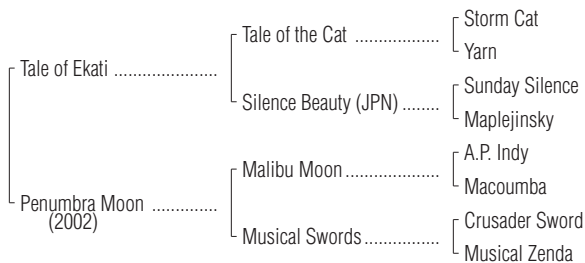 Storm Cat
Tale of the Cat ..................
Yarn
Tale of Ekati ......................
Sunday Silence
Silence Beauty (JPN) ........
Maplejinsky
A.P. Indy
Malibu Moon ....................
Macoumba
Penumbra Moon ..............
(2002)
Crusader Sword
Musical Swords ................
Musical Zenda